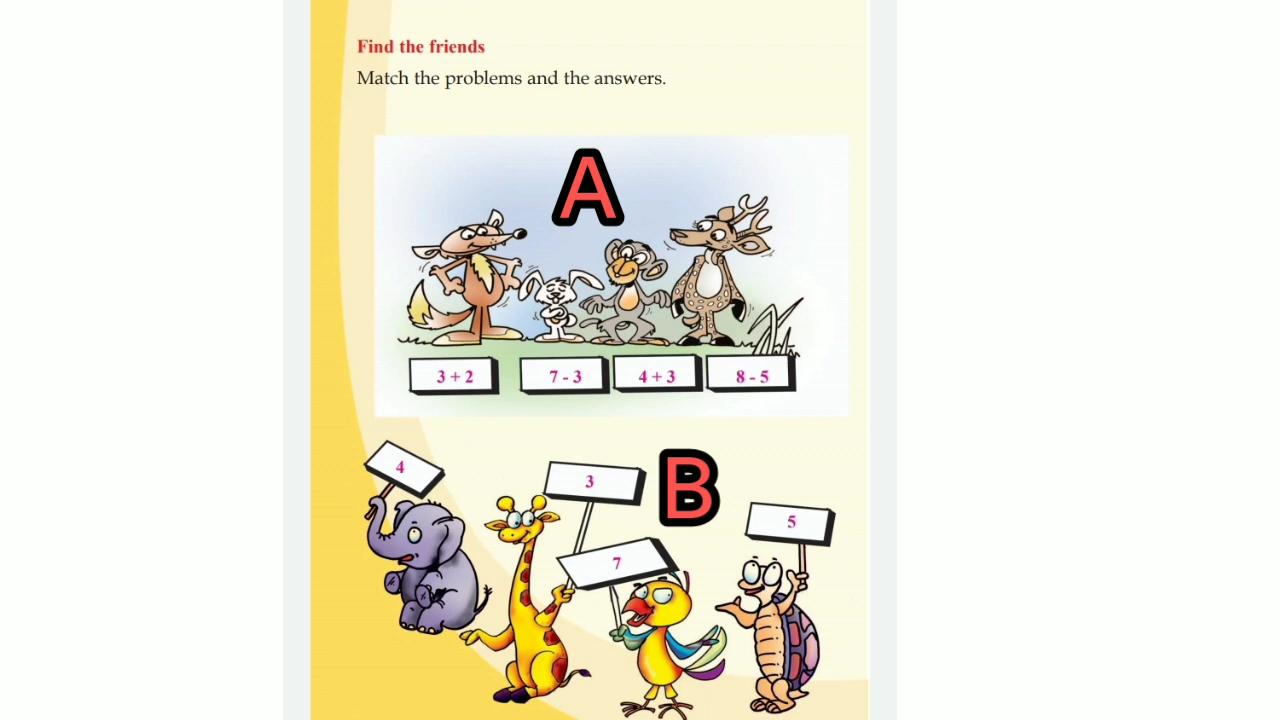 Find the friends
Match the problems and the answers.
A
3 + 2
7 - 3
4 + 3
8 - 5
4
3
B
5
7